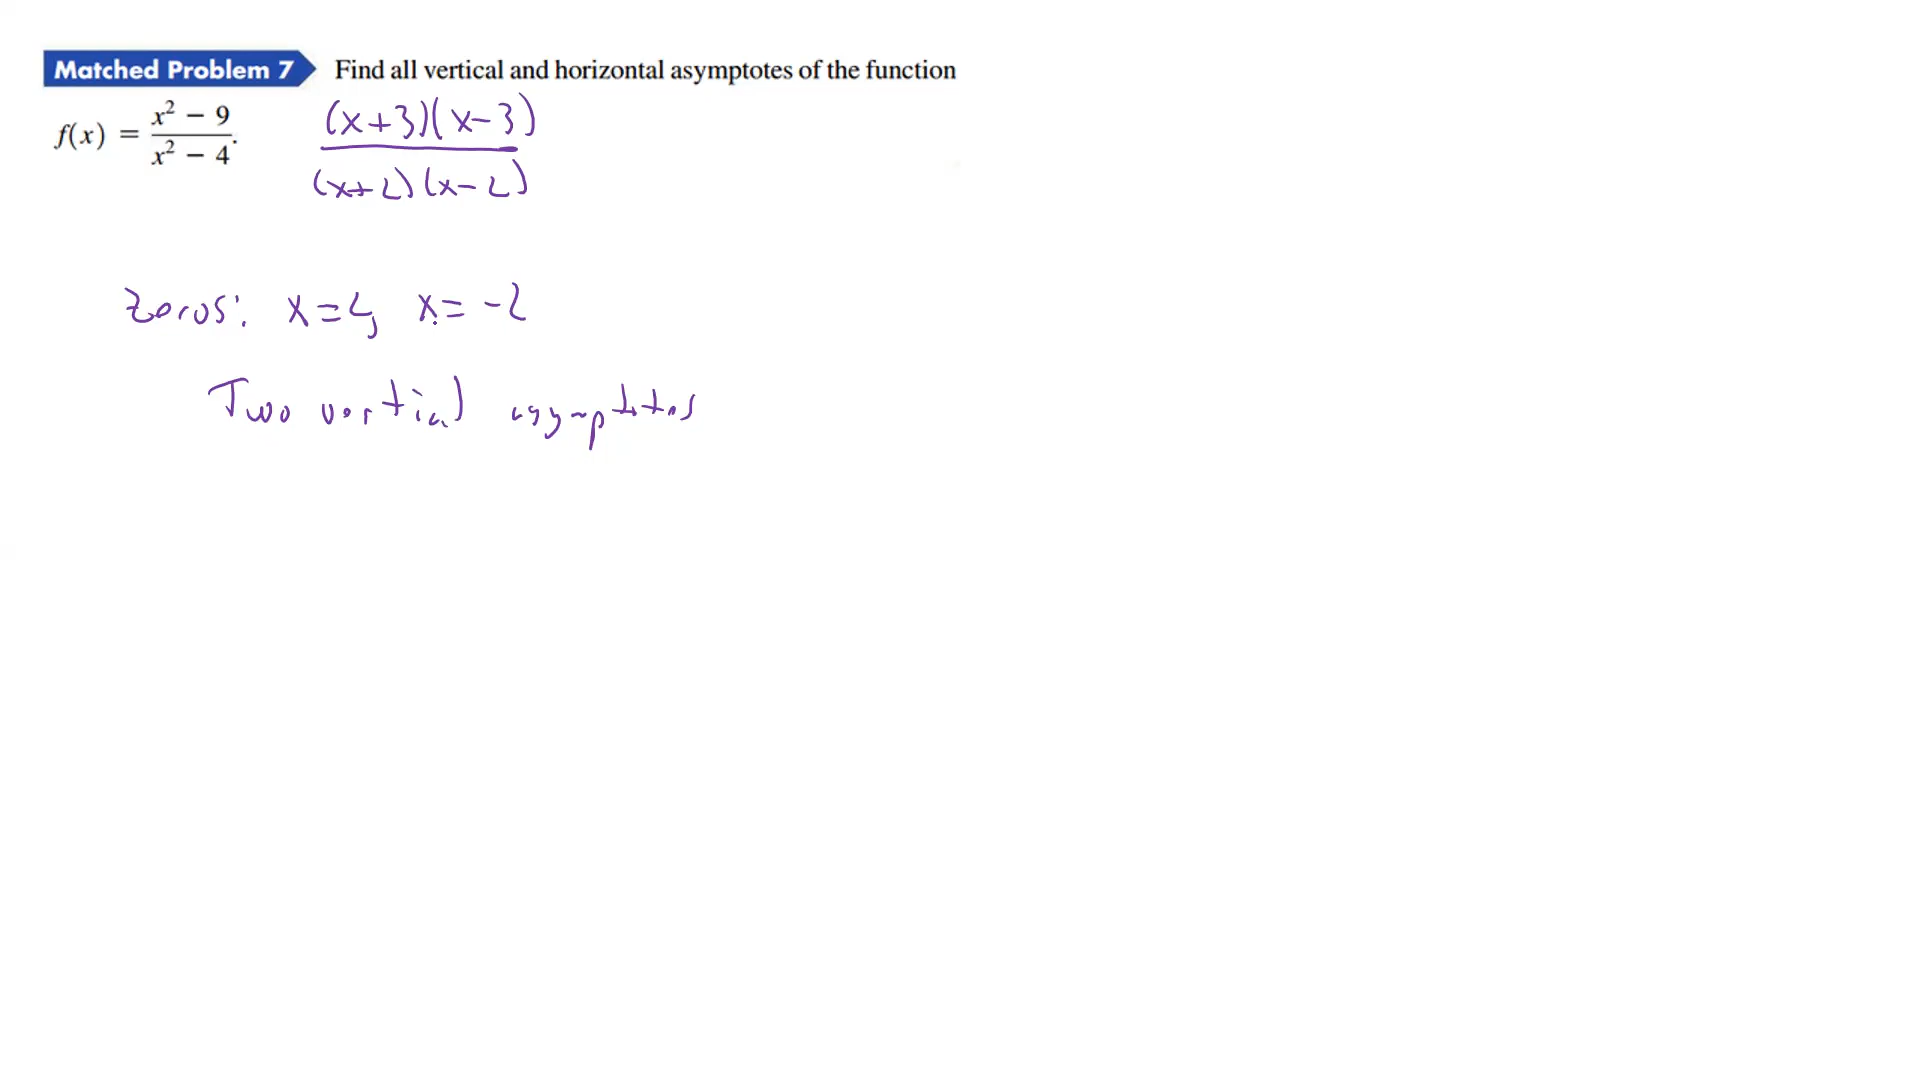 Matched Problem 7 Find all vertical and horizontal asymptotes of the function
f(x) = (x² − 9)/(x² − 4). (x+3)(x-3)/(x+2)(x-2)
Zeros: x=2, x=-2
Two vertical asymptotes